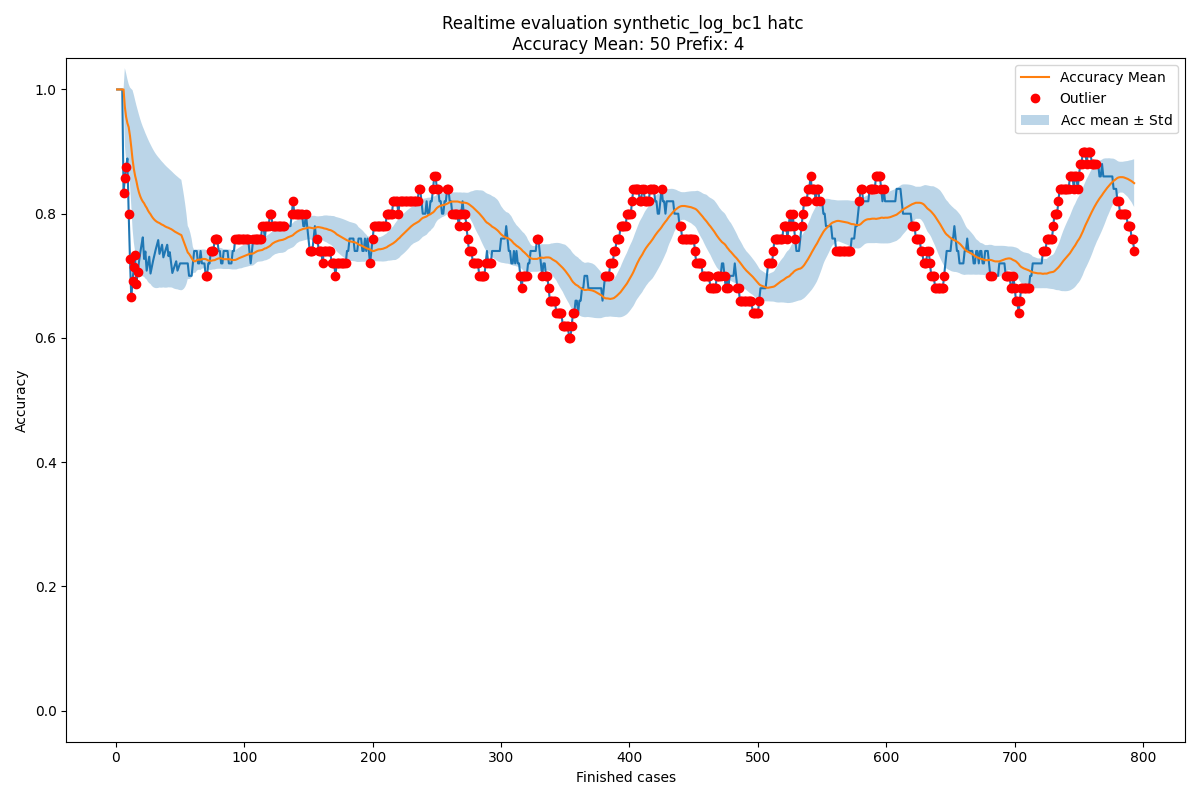 Realtime evaluation synthetic_log_bc1 hatc
Accuracy Mean: 50 Prefix: 4
Accuracy Mean
Outlier
Acc mean ± Std
1.0
0.8
0.6
0.4
0.2
0.0
Accuracy
0 100 200 300 400 500 600 700 800
Finished cases